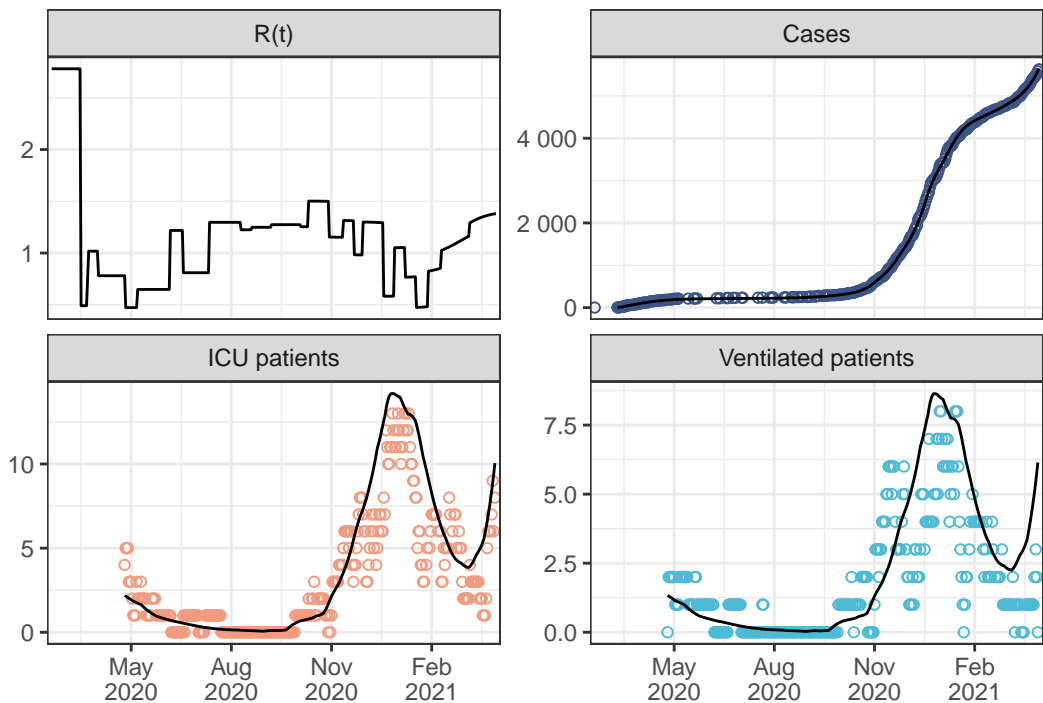 R(t)
Cases
2
1
4 000
2 000
0
ICU patients
Ventilated patients
10
5
0
7.5
5.0
2.5
0.0
May Aug Nov Feb
2020 2020 2020 2021
May Aug Nov Feb
2020 2020 2020 2021